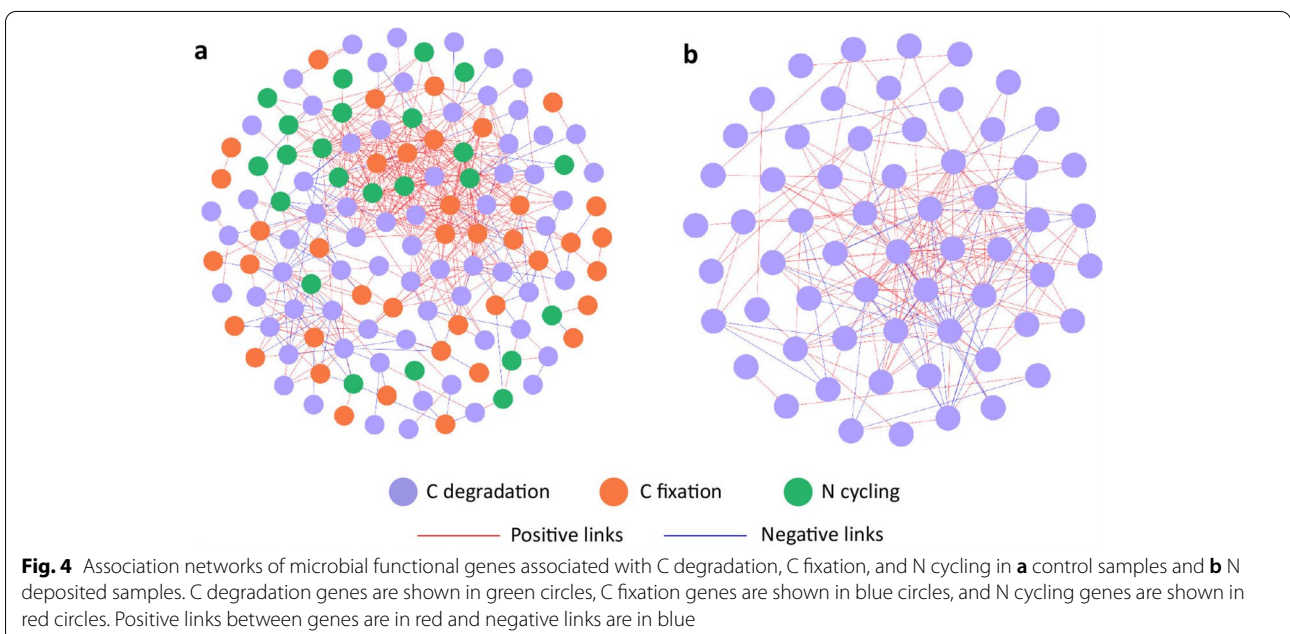 a
b
C degradation
C fixation
N cycling
Positive links
Negative links
Fig. 4 Association networks of microbial functional genes associated with C degradation, C fixation, and N cycling in a control samples and b N
deposited samples. C degradation genes are shown in green circles, C fixation genes are shown in blue circles, and N cycling genes are shown in
red circles. Positive links between genes are in red and negative links are in blue